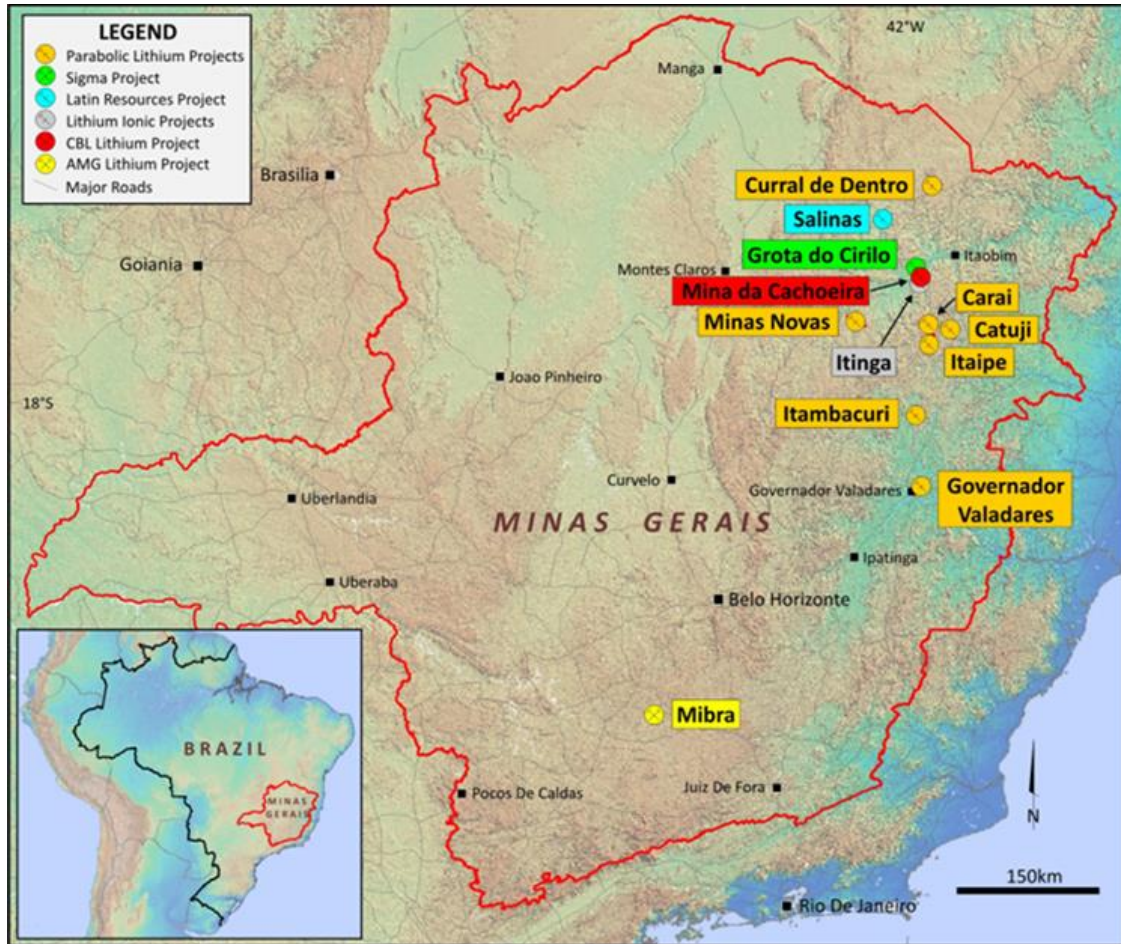 LEGEND
Parabolic Lithium Projects
Sigma Project
Latin Resources Project
Lithium Ionic Projects
CBL Lithium Project
AMG Lithium Project
Major Roads
42°W
Manga
Brasilia
Curral de Dentro
Salinas
Goiania
Grota do Cirilo
Itaobim
Montes Claros
Mina da Cachoeira
Carai
Minas Novas
Catuji
Itinga
Itaipe
Joao Pinheiro
18°S
Itambacuri
Curvelo
Governador Valadares
Governador
Valadares
Uberlandia
MINAS GERAIS
Ipatinga
Uberaba
Belo Horizonte
Mibra
BRAZIL
MINAS
GERAIS
Pocos De Caldas
Juiz De Fora
N
150km
Rio De Janeiro